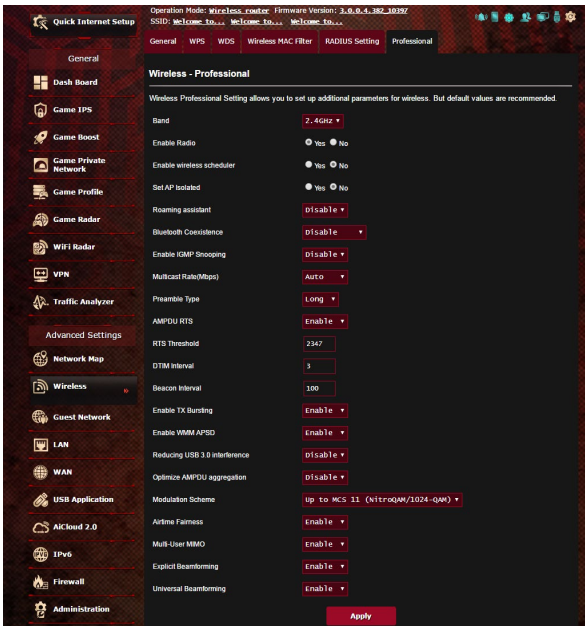 Quick Internet Setup
Operation Mode: Wireless router Firmware Version: 3.0.0.4.382_10397
SSID: Welcome to... Welcome to... Welcome to...
General WPS WDS Wireless MAC Filter RADIUS Setting Professional
General
Dash Board
Game IPS
Game Boost
Game Private
Network
Game Profile
Game Radar
WiFi Radar
VPN
Traffic Analyzer
Advanced Settings
Network Map
Wireless
Guest Network
LAN
WAN
USB Application
AiCloud 2.0
IPv6
Firewall
Administration
Wireless - Professional
Wireless Professional Setting allows you to set up additional parameters for wireless. But default values are recommended.
Band 2.4GHz
Enable Radio Yes No
Enable wireless scheduler Yes No
Set AP Isolated Yes No
Roaming assistant Disable
Bluetooth Coexistence Disable
Enable IGMP Snooping Disable
Multicast Rate(Mbps) Auto
Preamble Type Long
AMPDU RTS Enable
RTS Threshold 2347
DTIM Interval 3
Beacon Interval 100
Enable TX Bursting Enable
Enable WMM APSD Enable
Reducing USB 3.0 interference Disable
Optimize AMPDU aggregation Disable
Modulation Scheme Up to MCS 11 (NitroQAM/1024-QAM)
Airtime Fairness Enable
Multi-User MIMO Enable
Explicit Beamforming Enable
Universal Beamforming Enable
Apply